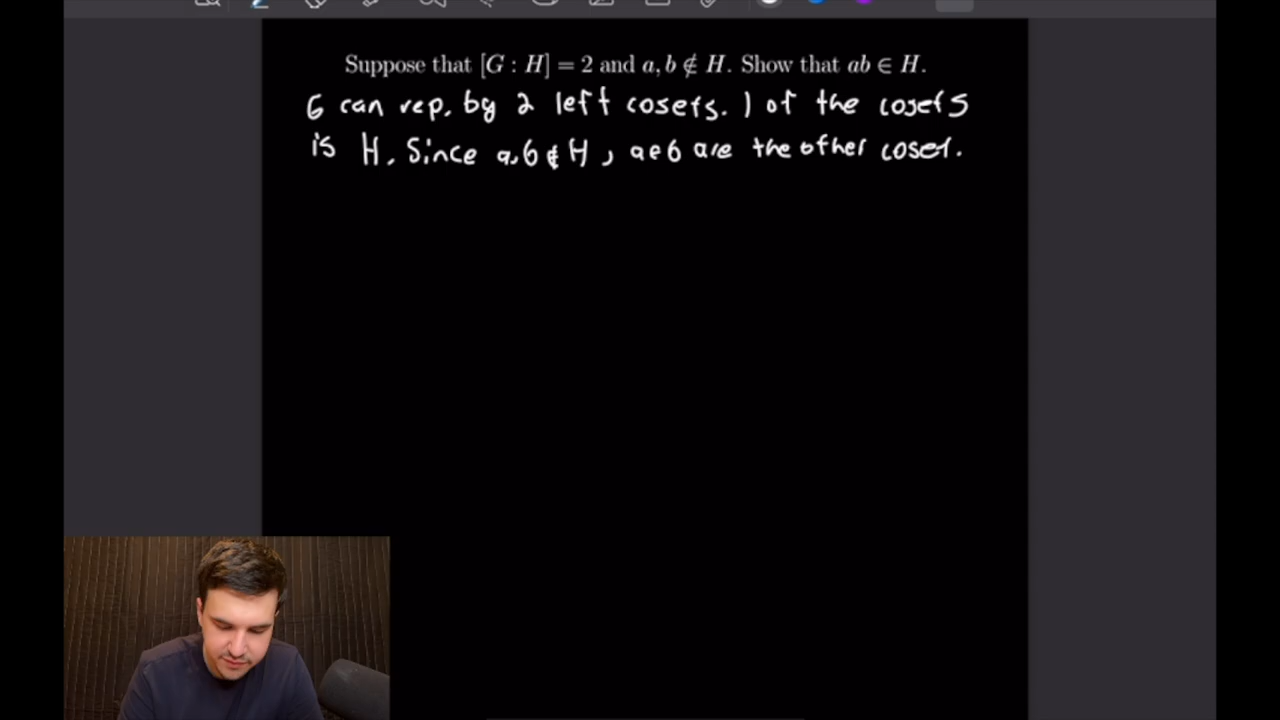 Suppose that [G : H] = 2 and a, b ∉ H. Show that ab ∈ H.
G can rep. by 2 left cosets. 1 of the cosets
is H. Since a,b ∉ H, a e b are the other coset.